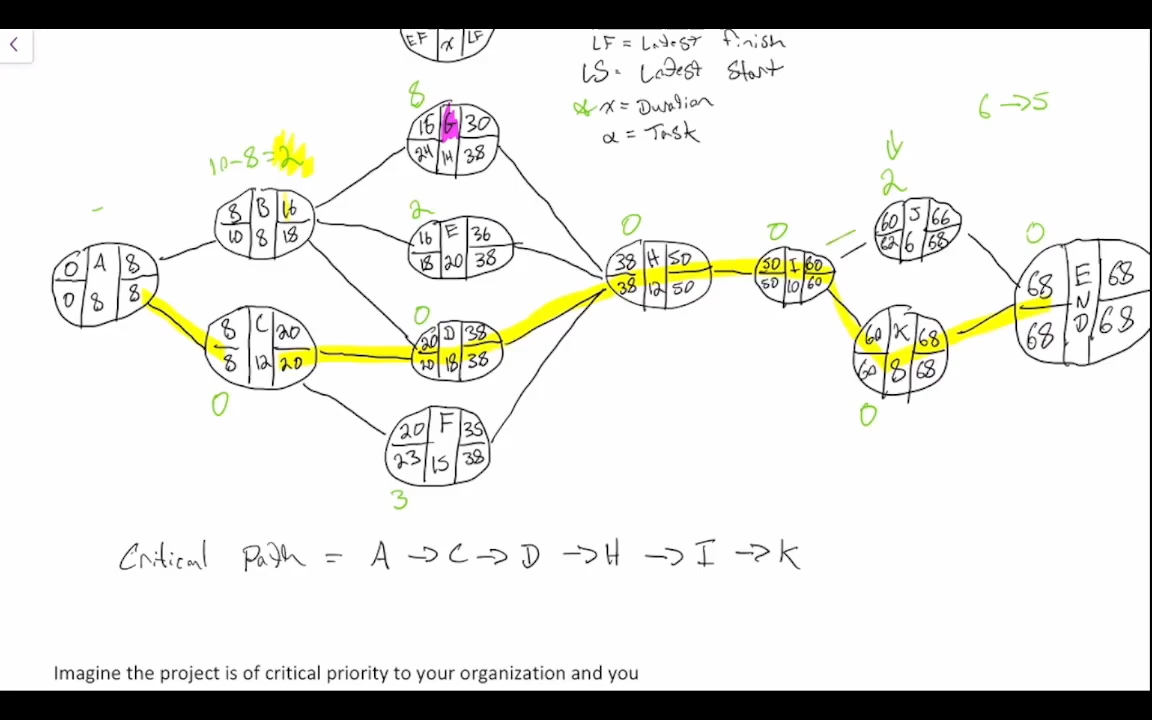 EF x LF
LF = Latest finish
LS = Latest Start
x = Duration
α = Task
6 → 5
8
16 G 30
24 14 38
10-8=2
8 B 16
10 8 18
2
16 E 36
18 20 38
2
60 J 66
62 6 68
0 A 8
0 8 8
0
38 H 50
38 12 50
0
50 I 60
50 10 60
0
68 END 68
68 68
8 C 20
8 12 20
0
0
20 D 38
20 18 38
60 K 68
60 8 68
0
20 F 35
23 15 38
3
Critical Path = A → C → D → H → I → K
Imagine the project is of critical priority to your organization and you